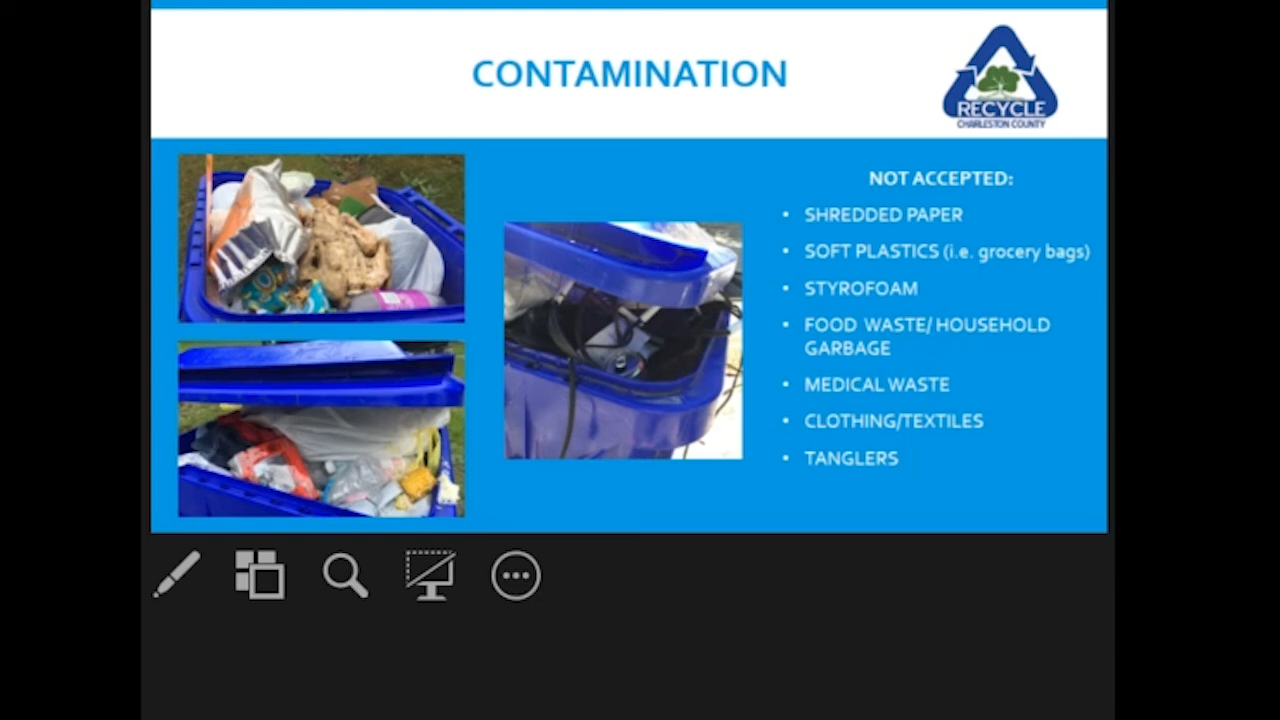 CONTAMINATION
RECYCLE
CHARLESTON COUNTY
NOT ACCEPTED:
• SHREDDED PAPER
• SOFT PLASTICS (i.e. grocery bags)
• STYROFOAM
• FOOD WASTE/ HOUSEHOLD
GARBAGE
• MEDICAL WASTE
• CLOTHING/TEXTILES
• TANGLERS